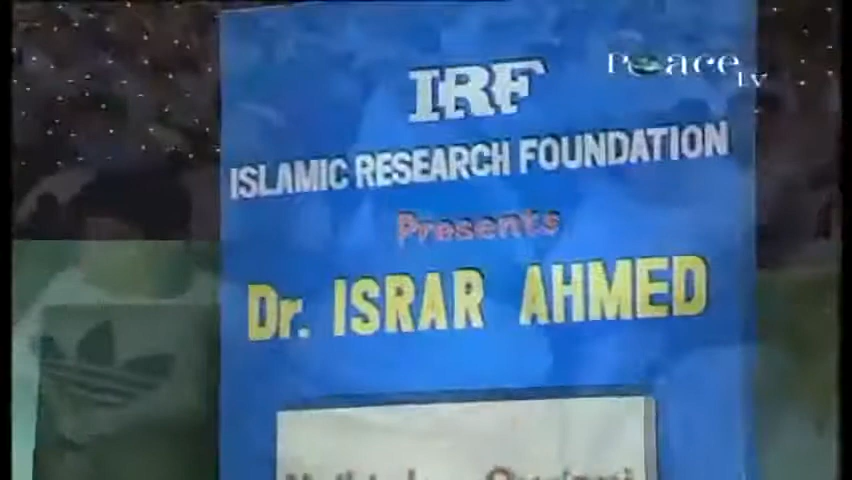 Peace TV
IRF
ISLAMIC RESEARCH FOUNDATION
Presents
Dr. ISRAR AHMED